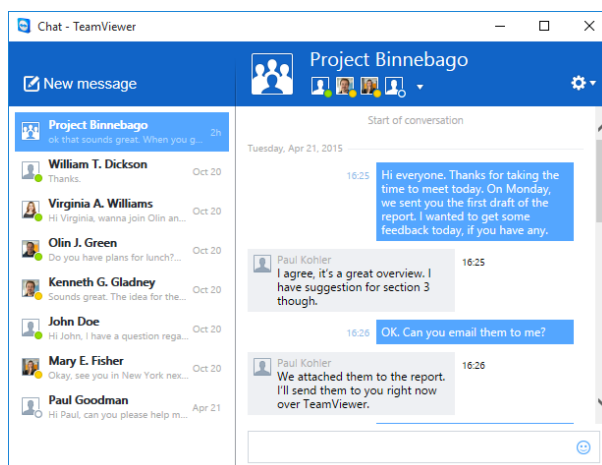 Chat - TeamViewer
New message
Project Binnebago
Project Binnebago
2h
ok that sounds great. When you g...
William T. Dickson
Oct 20
Thanks.
Virginia A. Williams
Oct 20
Hi Virginia, wanna join Olin an...
Olin J. Green
Oct 20
Do you have plans for lunch?...
Kenneth G. Gladney
Oct 20
Sounds great. The idea for the...
John Doe
Oct 20
Hi John, I have a question rega...
Mary E. Fisher
Oct 20
Okay, see you in New York nex...
Paul Goodman
Apr 21
Hi Paul, can you please help m...
Start of conversation
Tuesday, Apr 21, 2015
16:25
Hi everyone. Thanks for taking the
time to meet today. On Monday,
we sent you the first draft of the
report. I wanted to get some
feedback today, if you have any.
Paul Kohler
16:25
I agree, it's a great overview. I
have suggestion for section 3
though.
16:26
OK. Can you email them to me?
Paul Kohler
16:26
We attached them to the report.
I'll send them to you right now
over TeamViewer.